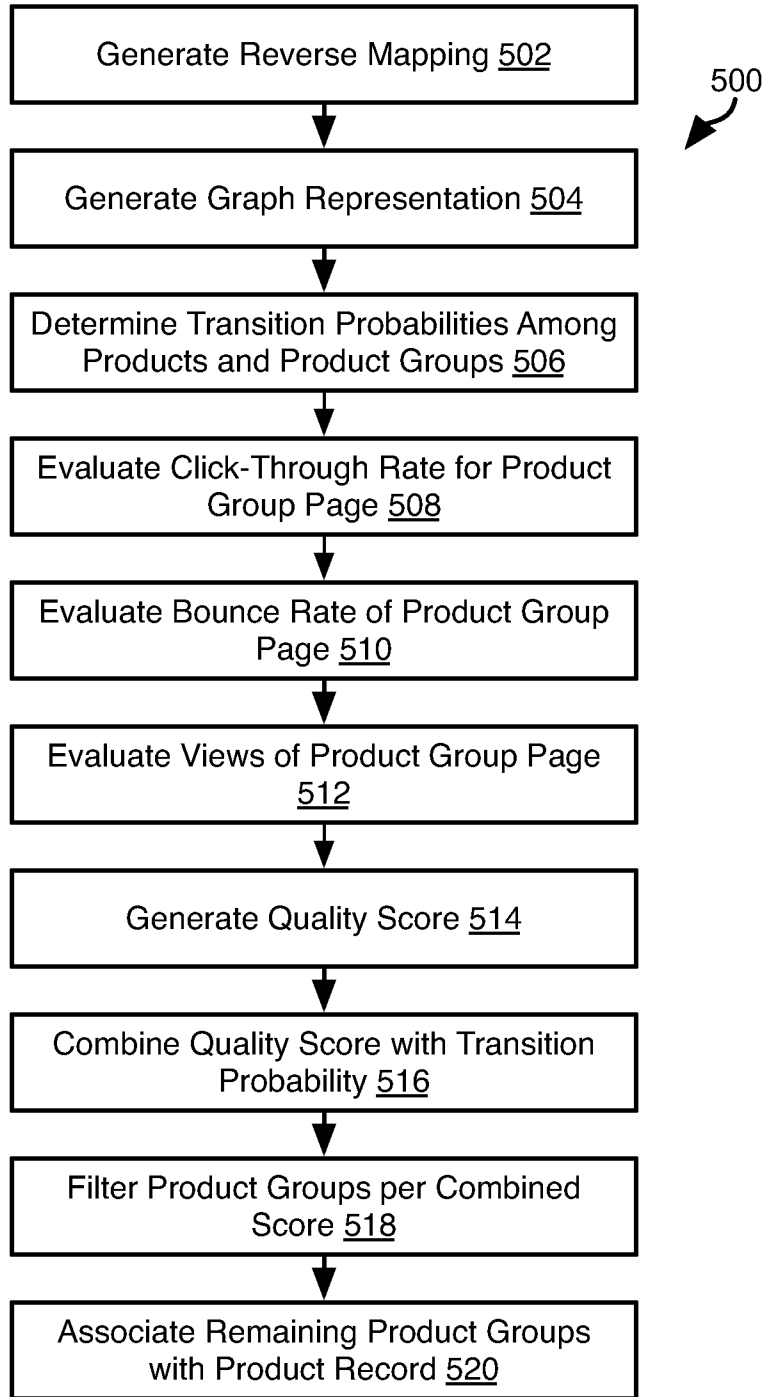 Generate Reverse Mapping 502
500
Generate Graph Representation 504
Determine Transition Probabilities Among
Products and Product Groups 506
Evaluate Click-Through Rate for Product
Group Page 508
Evaluate Bounce Rate of Product Group
Page 510
Evaluate Views of Product Group Page
512
Generate Quality Score 514
Combine Quality Score with Transition
Probability 516
Filter Product Groups per Combined
Score 518
Associate Remaining Product Groups
with Product Record 520